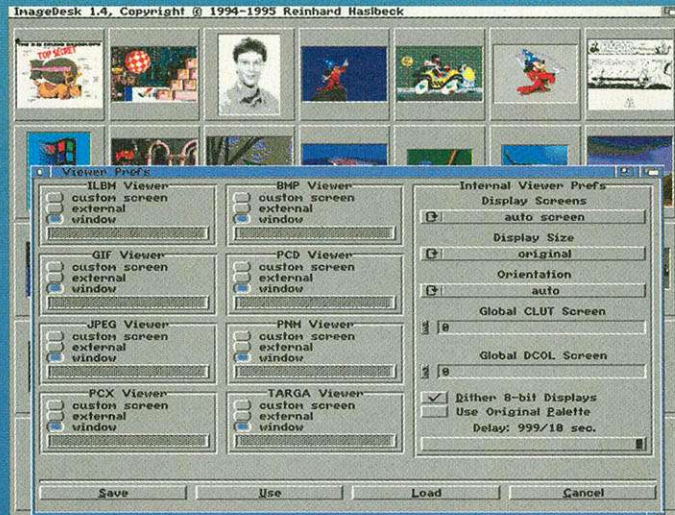 ImageDesk 1.4, Copyright © 1994-1995 Reinhard Haslbeck
TOP SECRET
Viewer Prefs
ILBM Viewer
custom screen
external
window
BMP Viewer
custom screen
external
window
GIF Viewer
custom screen
external
window
PCD Viewer
custom screen
external
window
JPEG Viewer
custom screen
external
window
PNM Viewer
custom screen
external
window
PCX Viewer
custom screen
external
window
TARGA Viewer
custom screen
external
window
Internal Viewer Prefs
Display Screens
auto screen
Display Size
original
Orientation
auto
Global CLUT Screen
0
Global DCOL Screen
0
Dither 8-bit Displays
Use Original Palette
Delay: 999/10 sec.
Save
Use
Load
Cancel